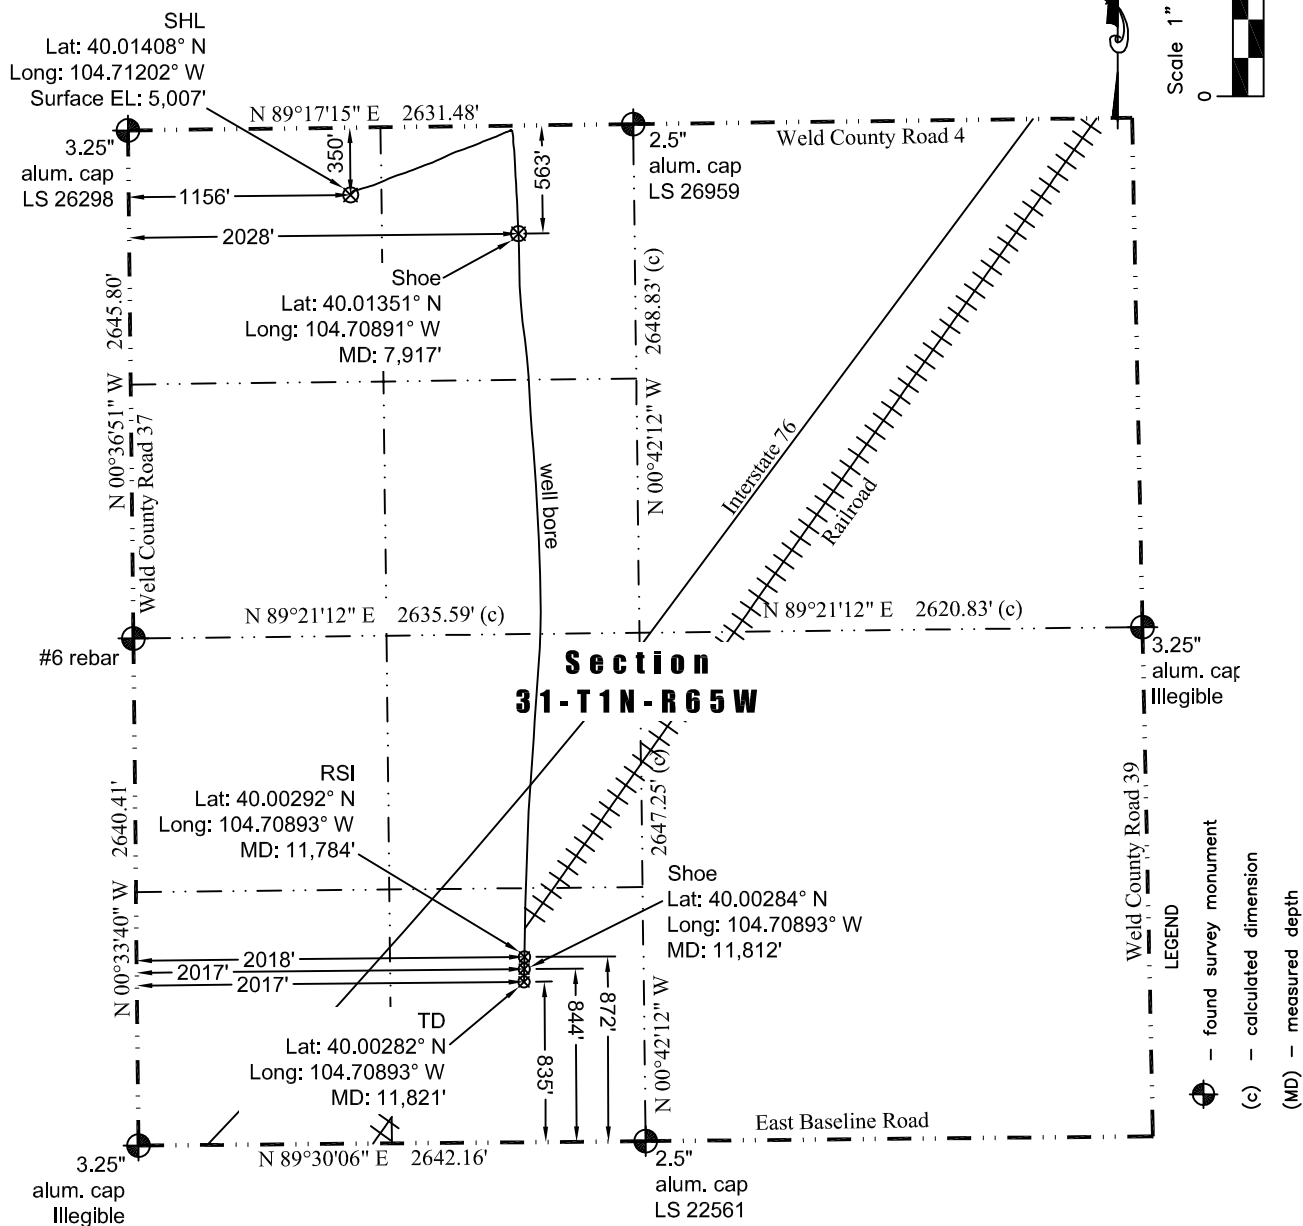 SHL
Lat: 40.01408° N
Long: 104.71202° W
Surface EL: 5,007'
Scale 1"
0
N 89°17'15" E 2631.48'
3.25"
alum. cap
LS 26298
350'
1156'
563'
2028'
2.5"
alum. cap
LS 26959
Weld County Road 4
Shoe
Lat: 40.01351° N
Long: 104.70891° W
MD: 7,917'
N 00°36'51" W 2645.80'
Weld County Road 37
N 00°42'12" W 2648.83' (c)
well bore
Interstate 76
Railroad
N 89°21'12" E 2635.59' (c)
N 89°21'12" E 2620.83' (c)
#6 rebar
Section
31-T1N-R65W
3.25"
alum. cap
Illegible
RSI
Lat: 40.00292° N
Long: 104.70893° W
MD: 11,784'
N 00°33'40" W 2640.41'
N 00°42'12" W 2647.25' (c)
Shoe
Lat: 40.00284° N
Long: 104.70893° W
MD: 11,812'
2018'
2017'
2017'
TD
Lat: 40.00282° N
Long: 104.70893° W
MD: 11,821'
835'
844'
872'
Weld County Road 39
East Baseline Road
N 89°30'06" E 2642.16'
3.25"
alum. cap
Illegible
2.5"
alum. cap
LS 22561
LEGEND
– found survey monument
(c) – calculated dimension
(MD) – measured depth